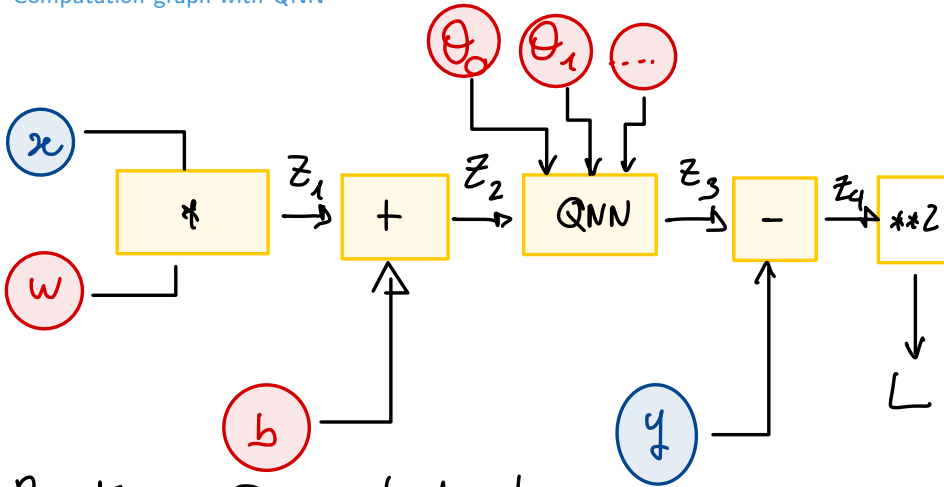 Computation graph with QNN
θ₀ θ₁ ....
x
* z₁ + z₂ QNN z₃ - z₄ **2
w
L
b y